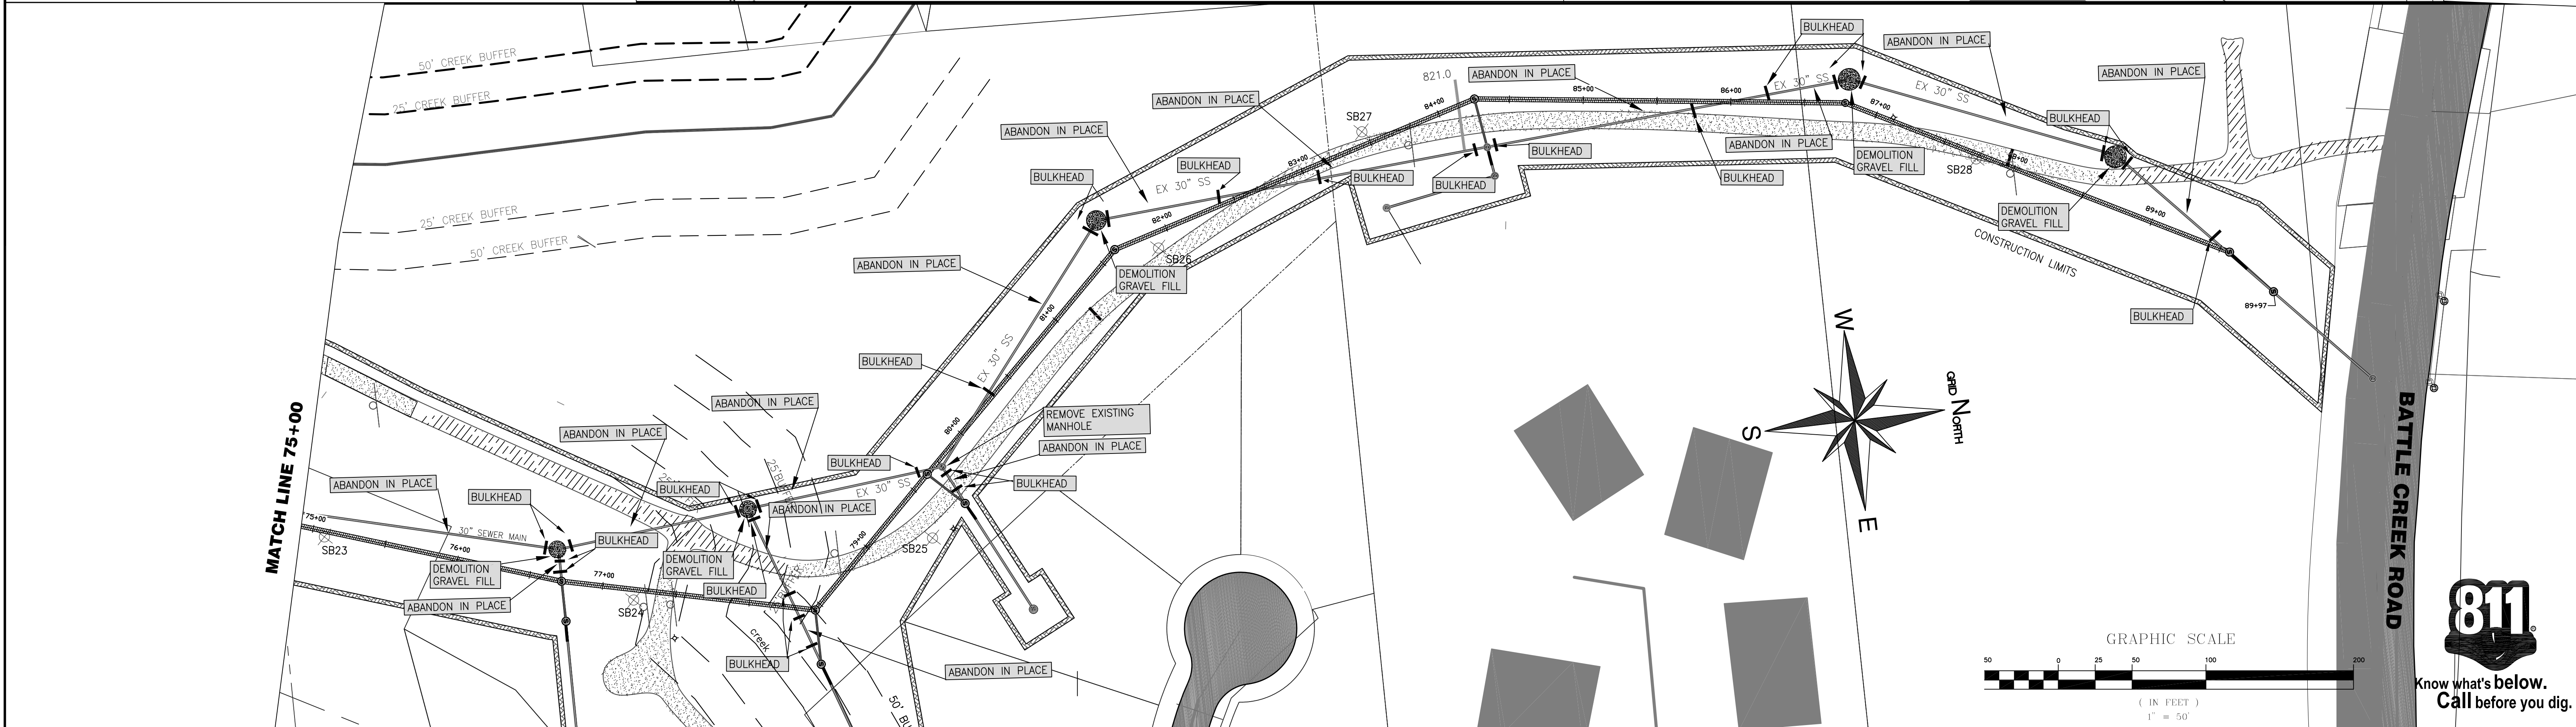 50' CREEK BUFFER
25' CREEK BUFFER
25' CREEK BUFFER
50' CREEK BUFFER
MATCH LINE 75+00
75+00
ABANDON IN PLACE
SB23
30" SEWER MAIN
76+00
BULKHEAD
DEMOLITION
GRAVEL FILL
ABANDON IN PLACE
BULKHEAD
77+00
ABANDON IN PLACE
SB24
BULKHEAD
DEMOLITION
GRAVEL FILL
BULKHEAD
ABANDON IN PLACE
ABANDON IN PLACE
creek
BULKHEAD
ABANDON IN PLACE
50' BU
EX 30" SS
BULKHEAD
79+00
SB25
80+00
REMOVE EXISTING
MANHOLE
ABANDON IN PLACE
BULKHEAD
BULKHEAD
EX 30" SS
81+00
ABANDON IN PLACE
BULKHEAD
ABANDON IN PLACE
DEMOLITION
GRAVEL FILL
SB26
82+00
EX 30" SS
BULKHEAD
ABANDON IN PLACE
83+00
SB27
BULKHEAD
84+00
821.0
ABANDON IN PLACE
BULKHEAD
BULKHEAD
85+00
86+00
BULKHEAD
EX 30" SS
BULKHEAD
ABANDON IN PLACE
ABANDON IN PLACE
EX 30" SS
87+00
DEMOLITION
GRAVEL FILL
SB28
ABANDON IN PLACE
BULKHEAD
DEMOLITION
GRAVEL FILL
89+00
CONSTRUCTION LIMITS
BULKHEAD
89+97
W
S
E
GRID NORTH
BATTLE CREEK ROAD
GRAPHIC SCALE
50 0 25 50 100 200
( IN FEET )
1" = 50'
811
Know what's below.
Call before you dig.